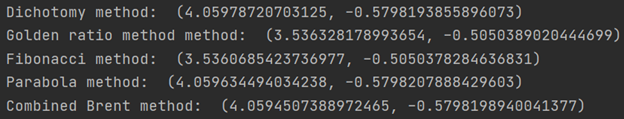 Dichotomy method:  (4.05978720703125, -0.5798193855896073)
Golden ratio method method:  (3.536328178993654, -0.5050389020444699)
Fibonacci method:  (3.5360685423736977, -0.5050378284636831)
Parabola method:  (4.059634494034238, -0.5798207888429603)
Combined Brent method:  (4.0594507388972465, -0.5798198940041377)